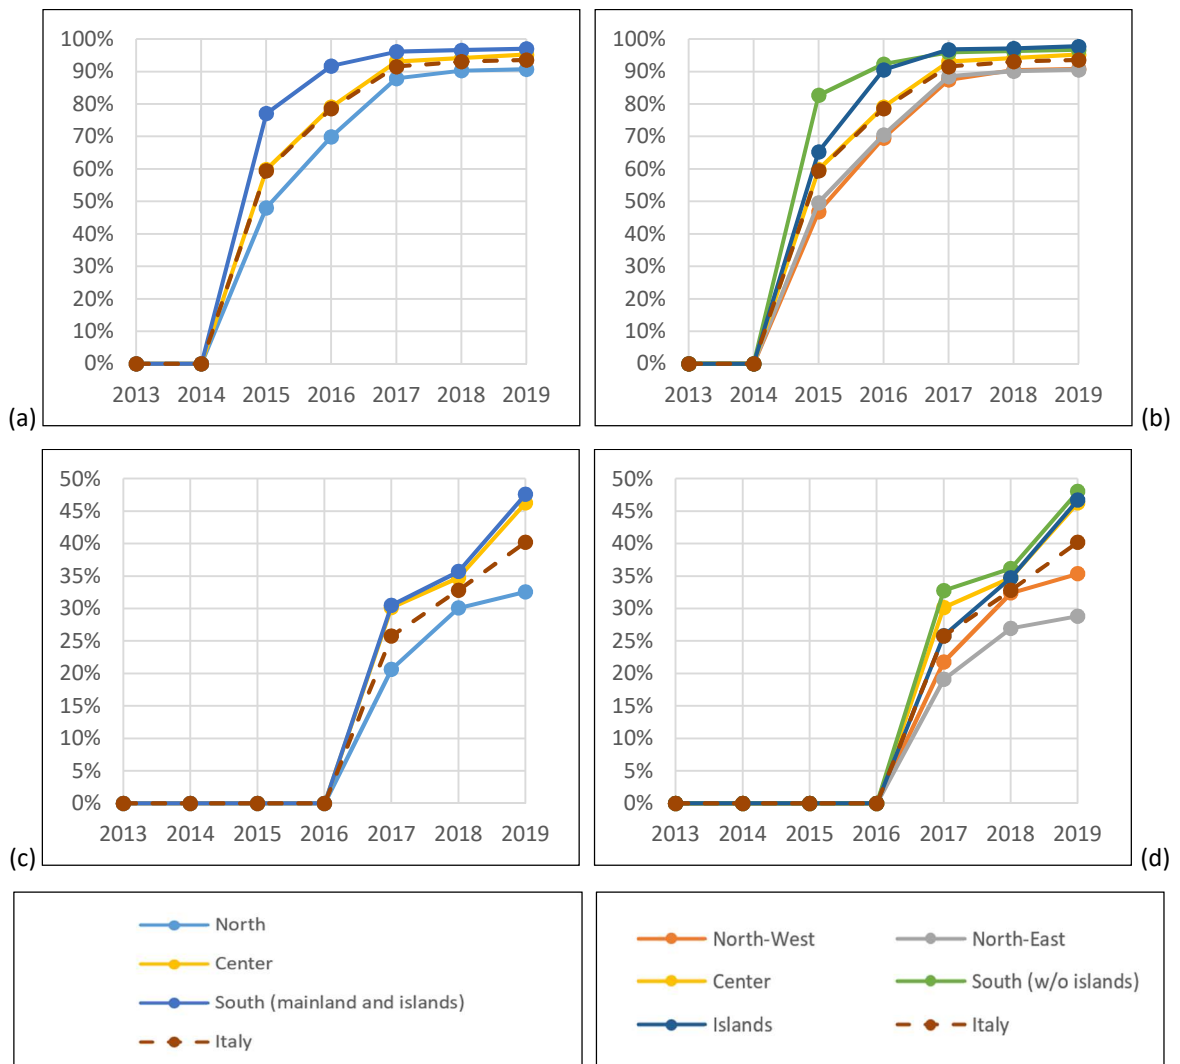 100% 100%
90% 90%
80% 80%
70% 70%
60% 60%
50% 50%
40% 40%
30% 30%
20% 20%
10% 10%
0% 0%
2013 2014 2015 2016 2017 2018 2019 2013 2014 2015 2016 2017 2018 2019
(a) (b)
50% 50%
45% 45%
40% 40%
35% 35%
30% 30%
25% 25%
20% 20%
15% 15%
10% 10%
5% 5%
0% 0%
2013 2014 2015 2016 2017 2018 2019 2013 2014 2015 2016 2017 2018 2019
(c) (d)
North
Center
South (mainland and islands)
Italy
North-West North-East
Center South (w/o islands)
Islands Italy